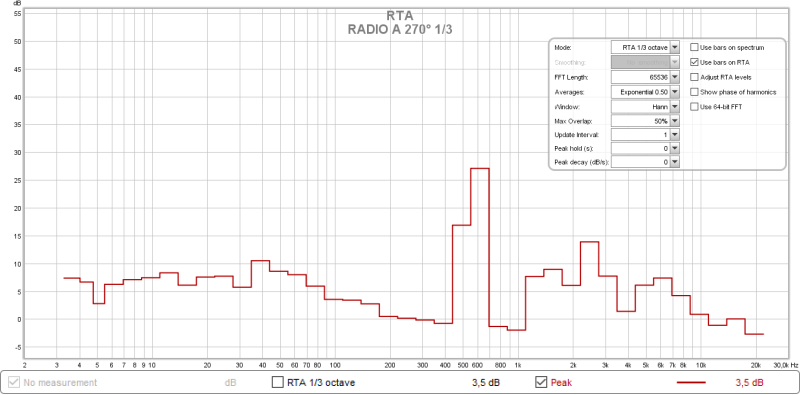 dB
RTA
RADIO A 270° 1/3
55
50
45
40
35
30
25
20
15
10
5
0
-5
Mode: RTA 1/3 octave Use bars on spectrum
Smoothing: Use bars on RTA
FFT Length: 65536 Adjust RTA levels
Averages: Exponential 0,50 Show phase of harmonics
Window: Hann Use 64-bit FFT
Max Overlap: 50%
Update Interval: 1
Peak hold (s): 0
Peak decay (dB/s): 0
2 3 4 5 6 7 8 9 10 20 30 40 50 60 70 80 100 200 300 400 500 600 800 1k 2k 3k 4k 5k 6k 7k 8k 10k 20k 30,0k Hz
No measurement dB RTA 1/3 octave 3,5 dB Peak 3,5 dB